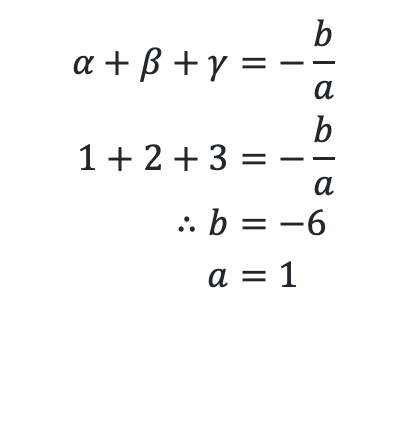 α + β + γ = − b/a
1 + 2 + 3 = − b/a
∴ b = −6
a = 1